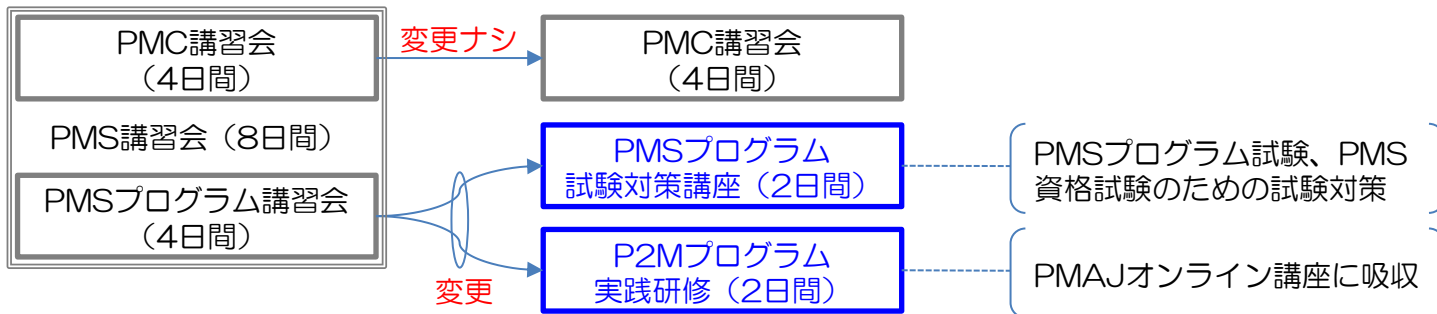 PMC講習会
（4日間）
変更ナシ
PMC講習会
（4日間）
PMS講習会（8日間）
PMSプログラム講習会
（4日間）
変更
PMSプログラム
試験対策講座（2日間）
PMSプログラム試験、PMS
資格試験のための試験対策
P2Mプログラム
実践研修（2日間）
PMAJオンライン講座に吸収